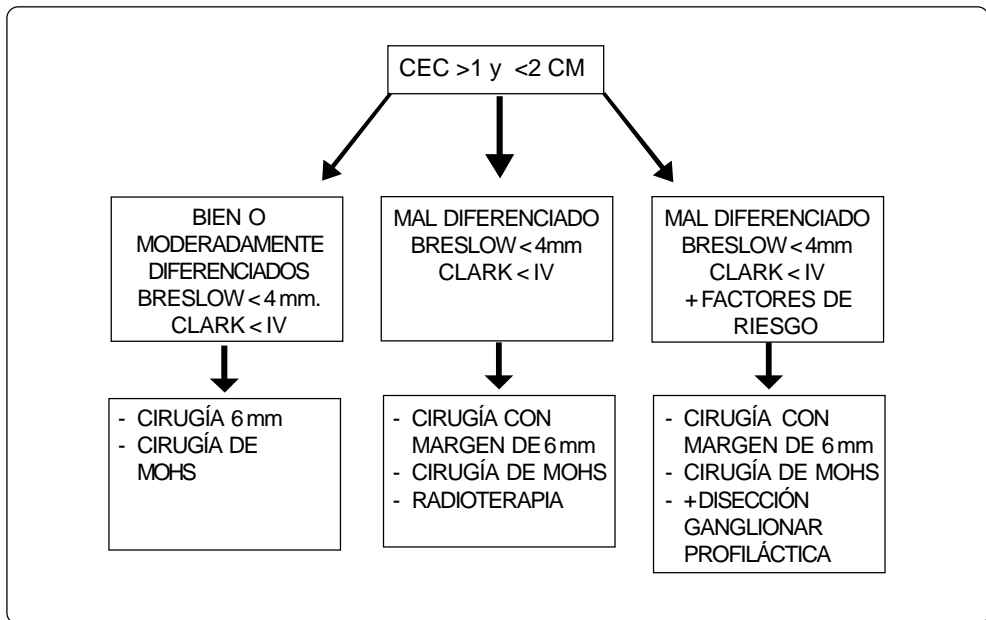 CEC >1 y <2 CM
BIEN O
MODERADAMENTE
DIFERENCIADOS
BRESLOW < 4 mm.
CLARK < IV
MAL DIFERENCIADO
BRESLOW < 4mm
CLARK < IV
MAL DIFERENCIADO
BRESLOW < 4mm
CLARK < IV
+ FACTORES DE
RIESGO
- CIRUGÍA 6 mm
- CIRUGÍA DE
MOHS
- CIRUGÍA CON
MARGEN DE 6 mm
- CIRUGÍA DE MOHS
- RADIOTERAPIA
- CIRUGÍA CON
MARGEN DE 6 mm
- CIRUGÍA DE MOHS
- + DISECCIÓN
GANGLIONAR
PROFILÁCTICA